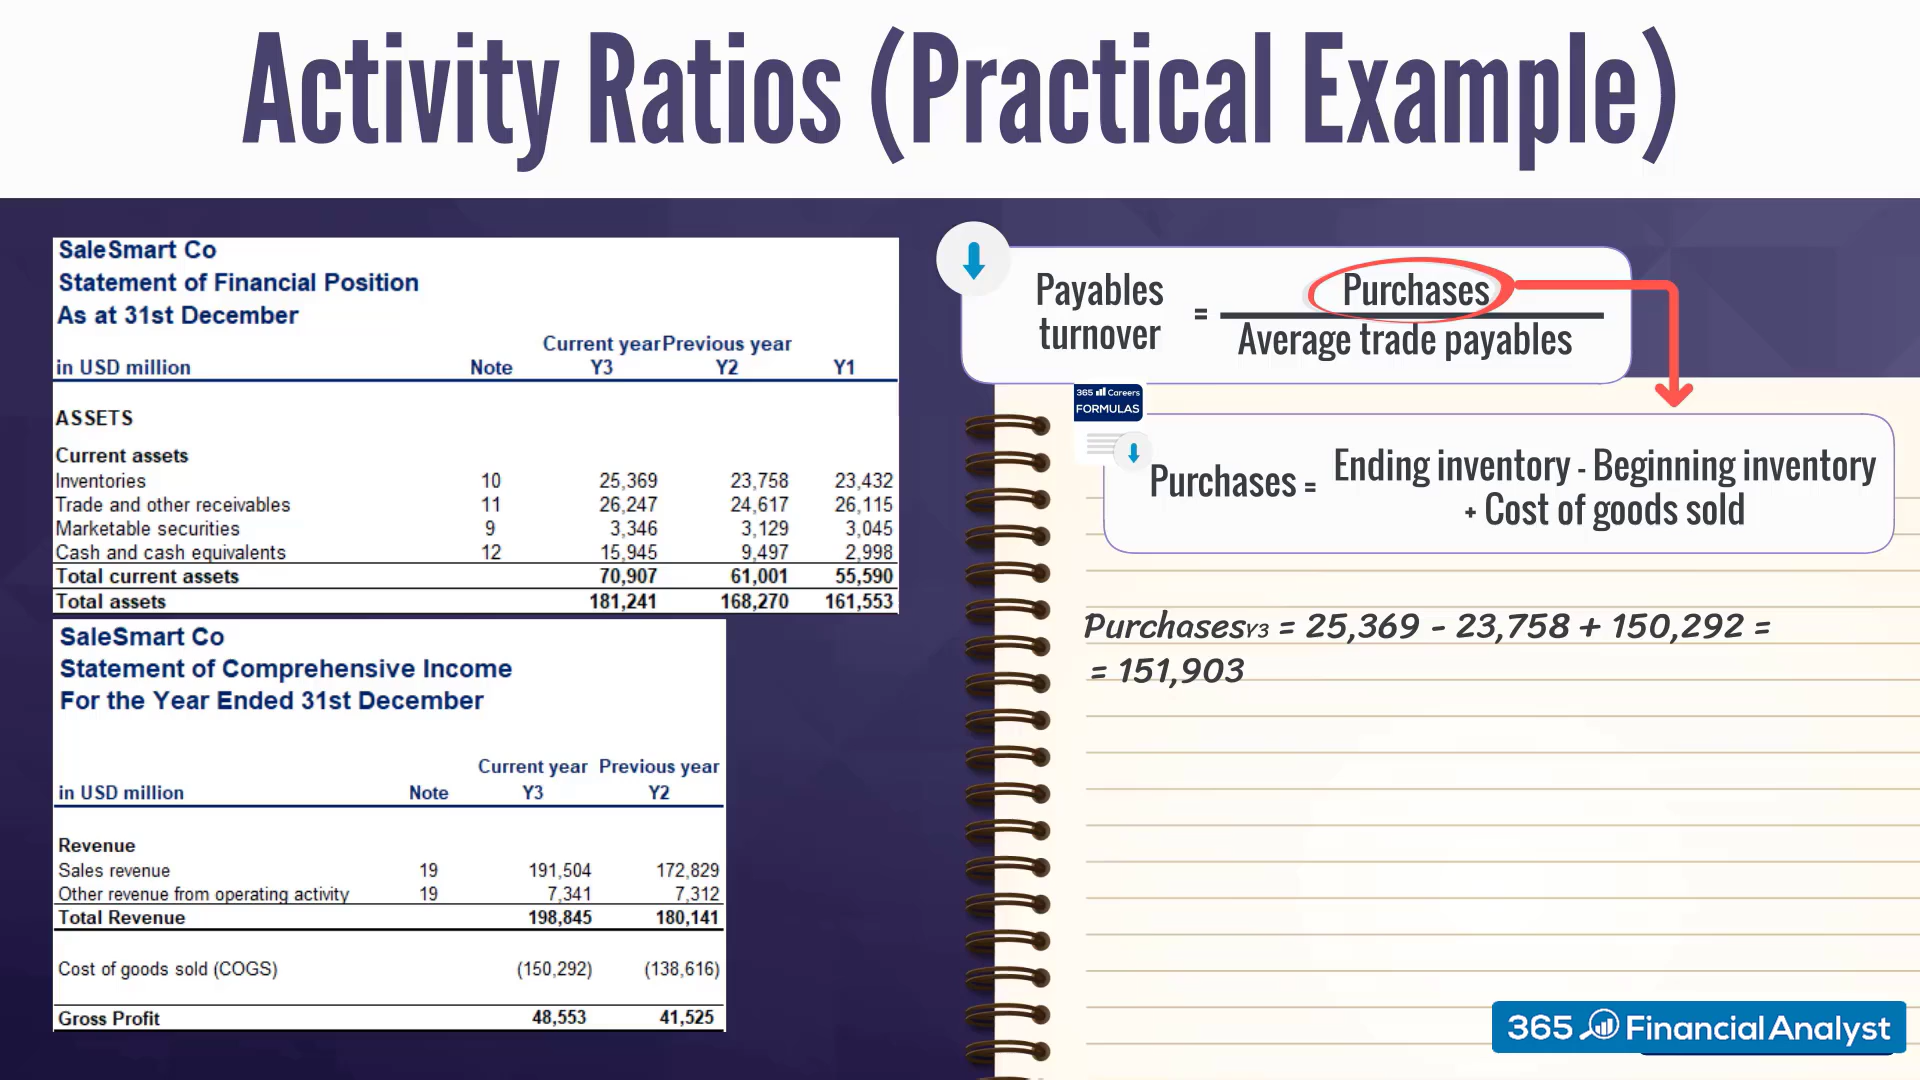 Activity Ratios (Practical Example)
SaleSmart Co
Statement of Financial Position
As at 31st December
Current year Previous year
in USD million Note Y3 Y2 Y1
ASSETS
Current assets
Inventories 10 25,369 23,758 23,432
Trade and other receivables 11 26,247 24,617 26,115
Marketable securities 9 3,346 3,129 3,045
Cash and cash equivalents 12 15,945 9,497 2,998
Total current assets 70,907 61,001 55,590
Total assets 181,241 168,270 161,553
SaleSmart Co
Statement of Comprehensive Income
For the Year Ended 31st December
Current year Previous year
in USD million Note Y3 Y2
Revenue
Sales revenue 19 191,504 172,829
Other revenue from operating activity 19 7,341 7,312
Total Revenue 198,845 180,141
Cost of goods sold (COGS) (150,292) (138,616)
Gross Profit 48,553 41,525
Payables turnover = Purchases
Average trade payables
365 Careers
FORMULAS
Purchases = Ending inventory - Beginning inventory
+ Cost of goods sold
PurchasesY3 = 25,369 - 23,758 + 150,292 =
= 151,903
365 Financial Analyst